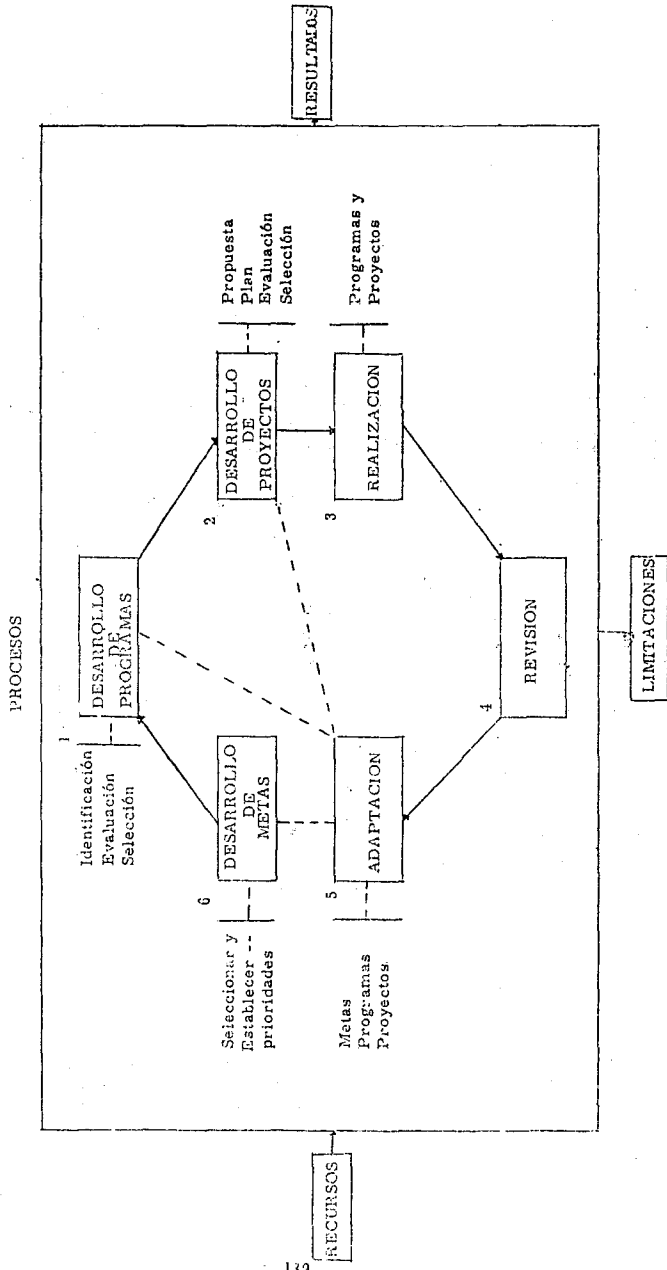 PROCESOS
1
Identificación
Evaluación
Selección
DESARROLLO
DE
PROGRAMAS
2
DESARROLLO
DE
PROYECTOS
Propuesta
Plan
Evaluación
Selección
3
REALIZACION
Programas y
Proyectos
4
REVISION
5
ADAPTACION
Metas
Programas
Proyectos
6
DESARROLLO
DE
METAS
Seleccionar y
Establecer --
prioridades
RECURSOS
RESULTADOS
LIMITACIONES